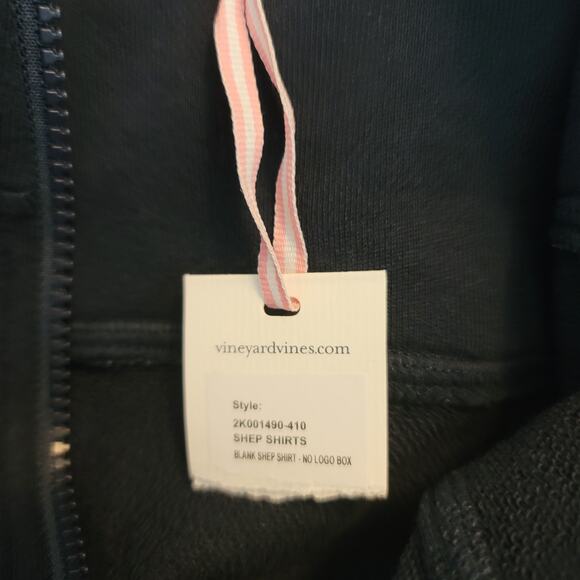 vineyardvines.com
Style:
2K001490-410
SHEP SHIRTS
BLANK SHEP SHIRT - NO LOGO BOX